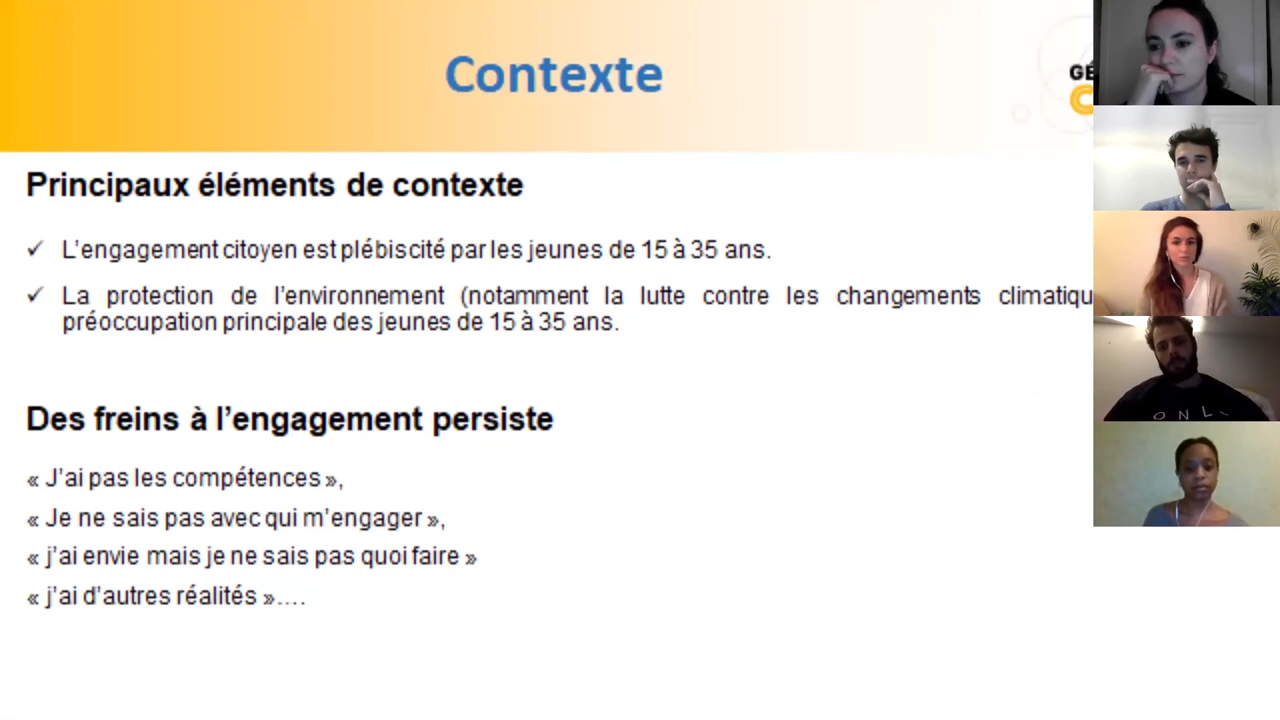 Contexte
GÉ
Principaux éléments de contexte
✓ L’engagement citoyen est plébiscité par les jeunes de 15 à 35 ans.
✓ La protection de l’environnement (notamment la lutte contre les changements climatiqu
préoccupation principale des jeunes de 15 à 35 ans.
Des freins à l’engagement persiste
« J’ai pas les compétences »,
« Je ne sais pas avec qui m’engager »,
« j’ai envie mais je ne sais pas quoi faire »
« j’ai d’autres réalités »….